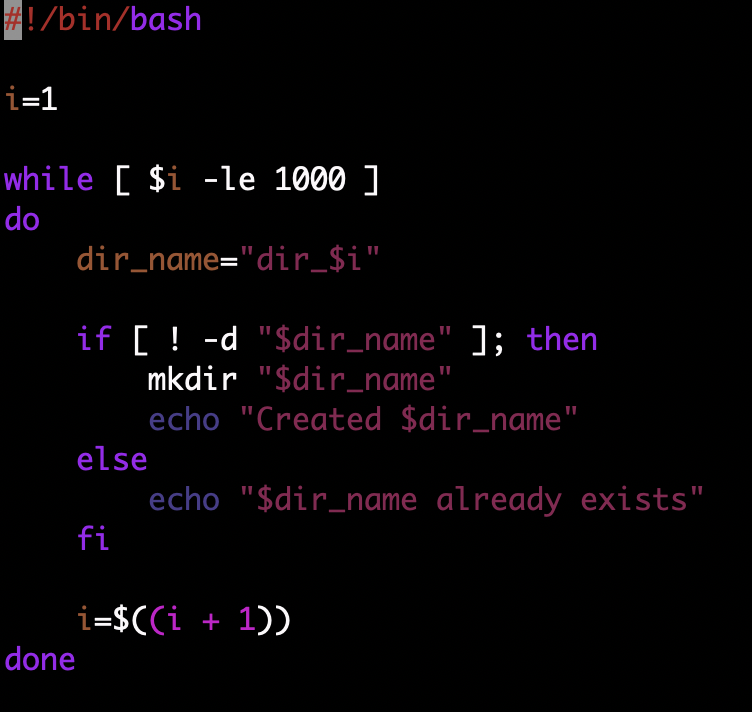 #!/bin/bash

i=1

while [ $i -le 1000 ]
do
    dir_name="dir_$i"

    if [ ! -d "$dir_name" ]; then
        mkdir "$dir_name"
        echo "Created $dir_name"
    else
        echo "$dir_name already exists"
    fi

    i=$((i + 1))
done